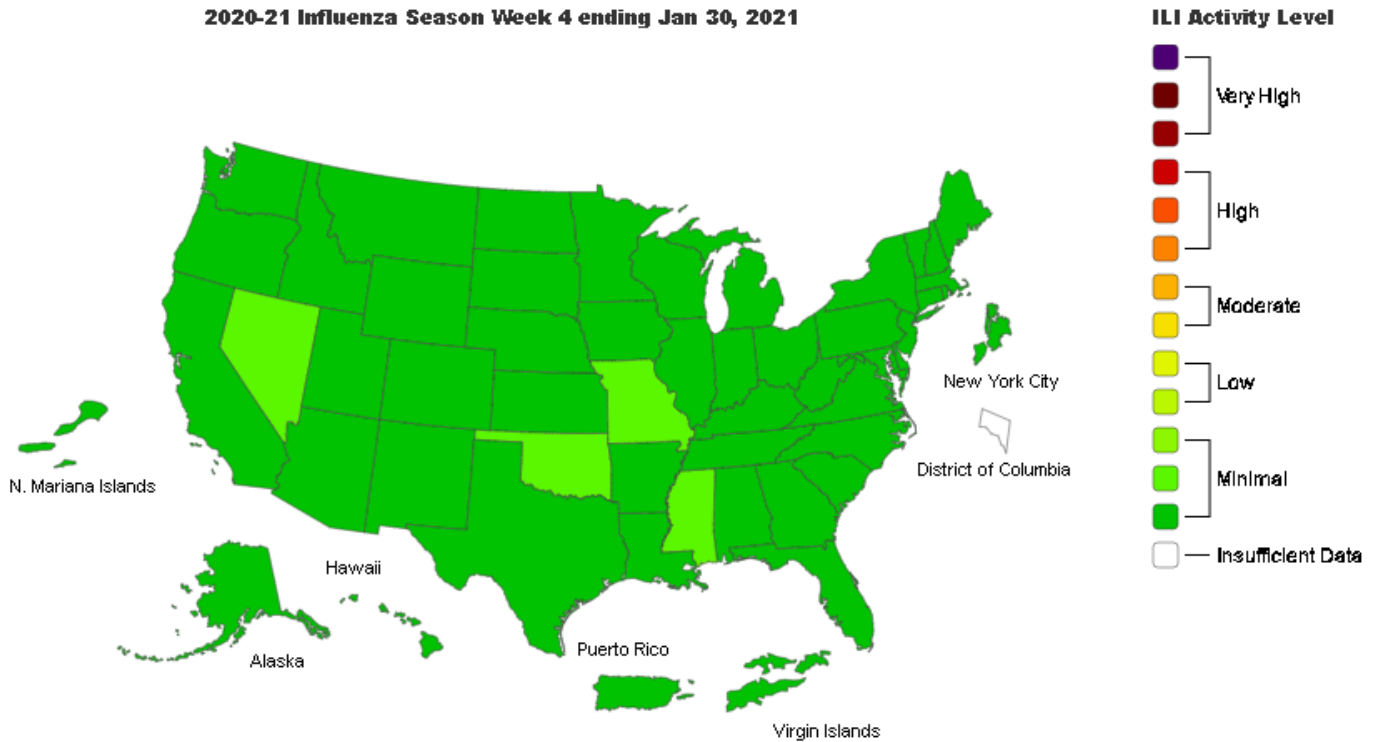 2020-21 Influenza Season Week 4 ending Jan 30, 2021
ILI Activity Level
Very High
High
Moderate
Low
Minimal
Insufficient Data
New York City
District of Columbia
N. Mariana Islands
Hawaii
Alaska
Puerto Rico
Virgin Islands